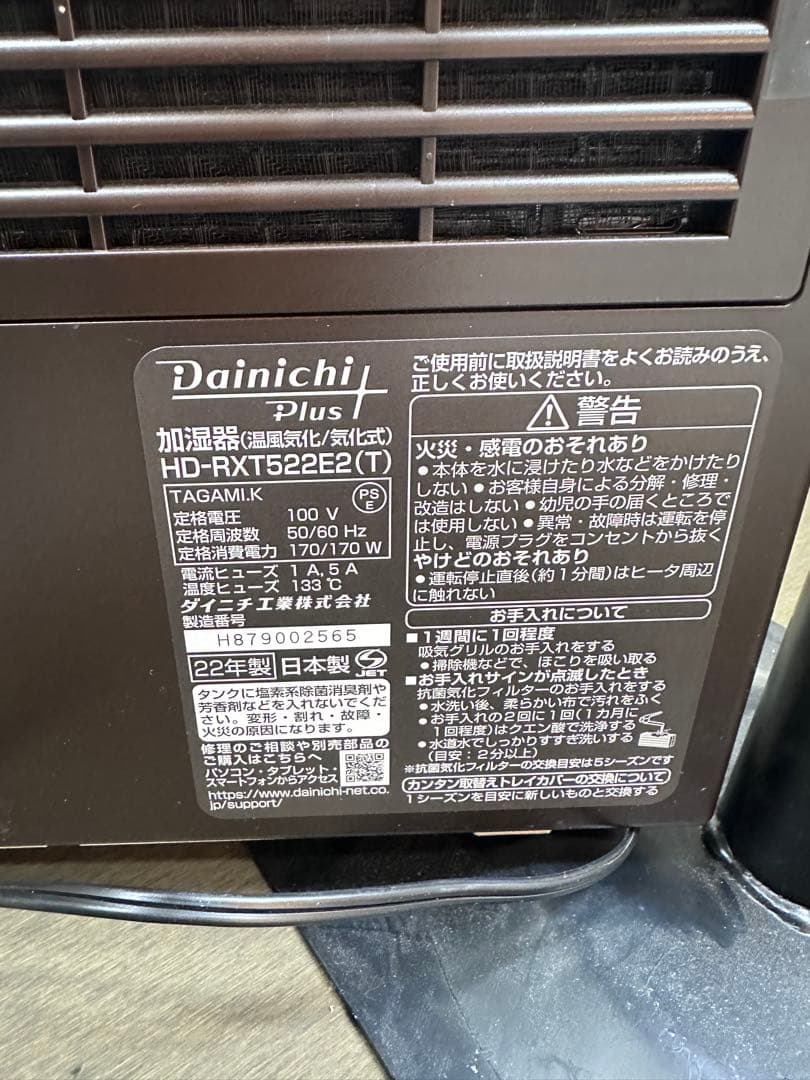 Dainichi
Plus
加湿器(温風気化/気化式)
HD-RXT522E2(T)
TAGAMI.K
PS
E
定格電圧 100 V
定格周波数 50/60 Hz
定格消費電力 170/170 W
電流ヒューズ 1 A, 5 A
温度ヒューズ 133 ℃
ダイニチ工業株式会社
製造番号
H879002565
22年製 日本製 JET
タンクに塩素系除菌消臭剤や
芳香剤などを入れないでくだ
さい。変形・割れ・故障・
火災の原因になります。
修理のご相談や別売部品の
ご購入はこちらへ
パソコン・タブレット・
スマートフォンからアクセス
https://www.dainichi-net.co.
jp/support/
ご使用前に取扱説明書をよくお読みのうえ、
正しくお使いください。
警告
火災・感電のおそれあり
●本体を水に浸けたり水などをかけたり
しない ●お客様自身による分解・修理・
改造はしない ●幼児の手の届くところで
は使用しない ●異常・故障時は運転を停
止し、電源プラグをコンセントから抜く
やけどのおそれあり
●運転停止直後(約1分間)はヒータ周辺
に触れない
お手入れについて
■1週間に1回程度
吸気グリルのお手入れをする
●掃除機などで、ほこりを吸い取る
■お手入れサインが点滅したとき
抗菌気化フィルターのお手入れをする
●水洗い後、柔らかい布で汚れをふく
●お手入れの2回に1回(1カ月に
1回程度)はクエン酸で洗浄する
●水道水でしっかりすすぎ洗いする
(目安:2分以上)
※抗菌気化フィルターの交換目安は5シーズンです
カンタン取替えトレイカバーの交換について
1シーズンを目安に新しいものと交換する